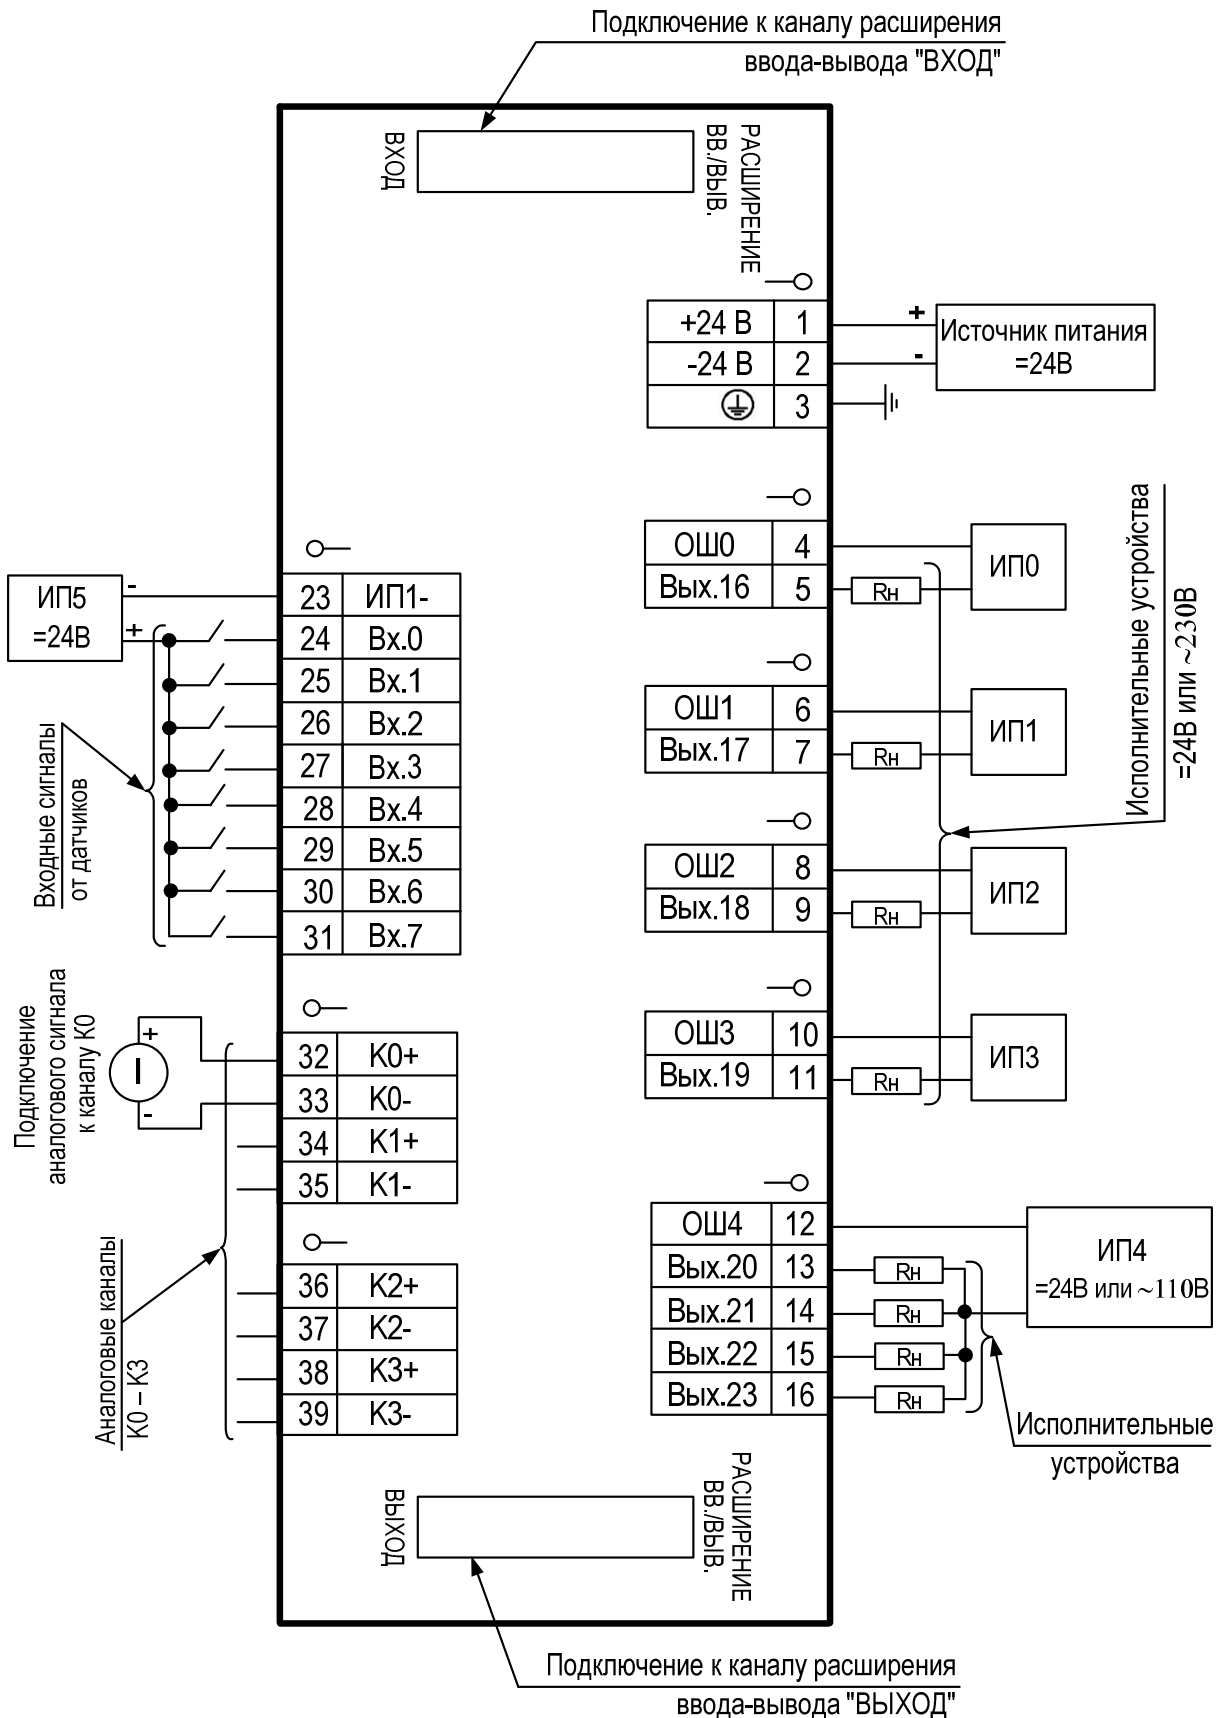 Подключение к каналу расширения
ввода-вывода "ВХОД"
ВХОД
РАСШИРЕНИЕ
ВВ./ВЫВ.
+24 В 1
-24 В 2
3
+
-
Источник питания
=24В
ОШ0 4
Вых.16 5
Rн
ИП0
ОШ1 6
Вых.17 7
Rн
ИП1
ОШ2 8
Вых.18 9
Rн
ИП2
ОШ3 10
Вых.19 11
Rн
ИП3
Исполнительные устройства
=24В или ~230В
ОШ4 12
Вых.20 13
Вых.21 14
Вых.22 15
Вых.23 16
Rн
Rн
Rн
Rн
ИП4
=24В или ~110В
Исполнительные
устройства
ИП5
=24В
-
+
23 ИП1-
24 Вх.0
25 Вх.1
26 Вх.2
27 Вх.3
28 Вх.4
29 Вх.5
30 Вх.6
31 Вх.7
Входные сигналы
от датчиков
Подключение
аналогового сигнала
к каналу К0
+
I
-
32 К0+
33 К0-
34 К1+
35 К1-
36 К2+
37 К2-
38 К3+
39 К3-
Аналоговые каналы
К0 – К3
ВЫХОД
РАСШИРЕНИЕ
ВВ./ВЫВ.
Подключение к каналу расширения
ввода-вывода "ВЫХОД"